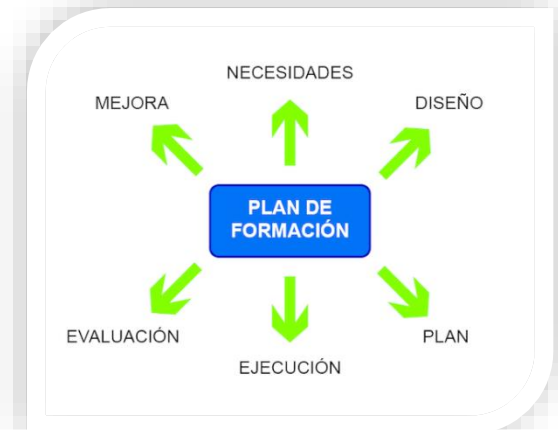 NECESIDADES
MEJORA
DISEÑO
PLAN DE
FORMACIÓN
EVALUACIÓN
PLAN
EJECUCIÓN